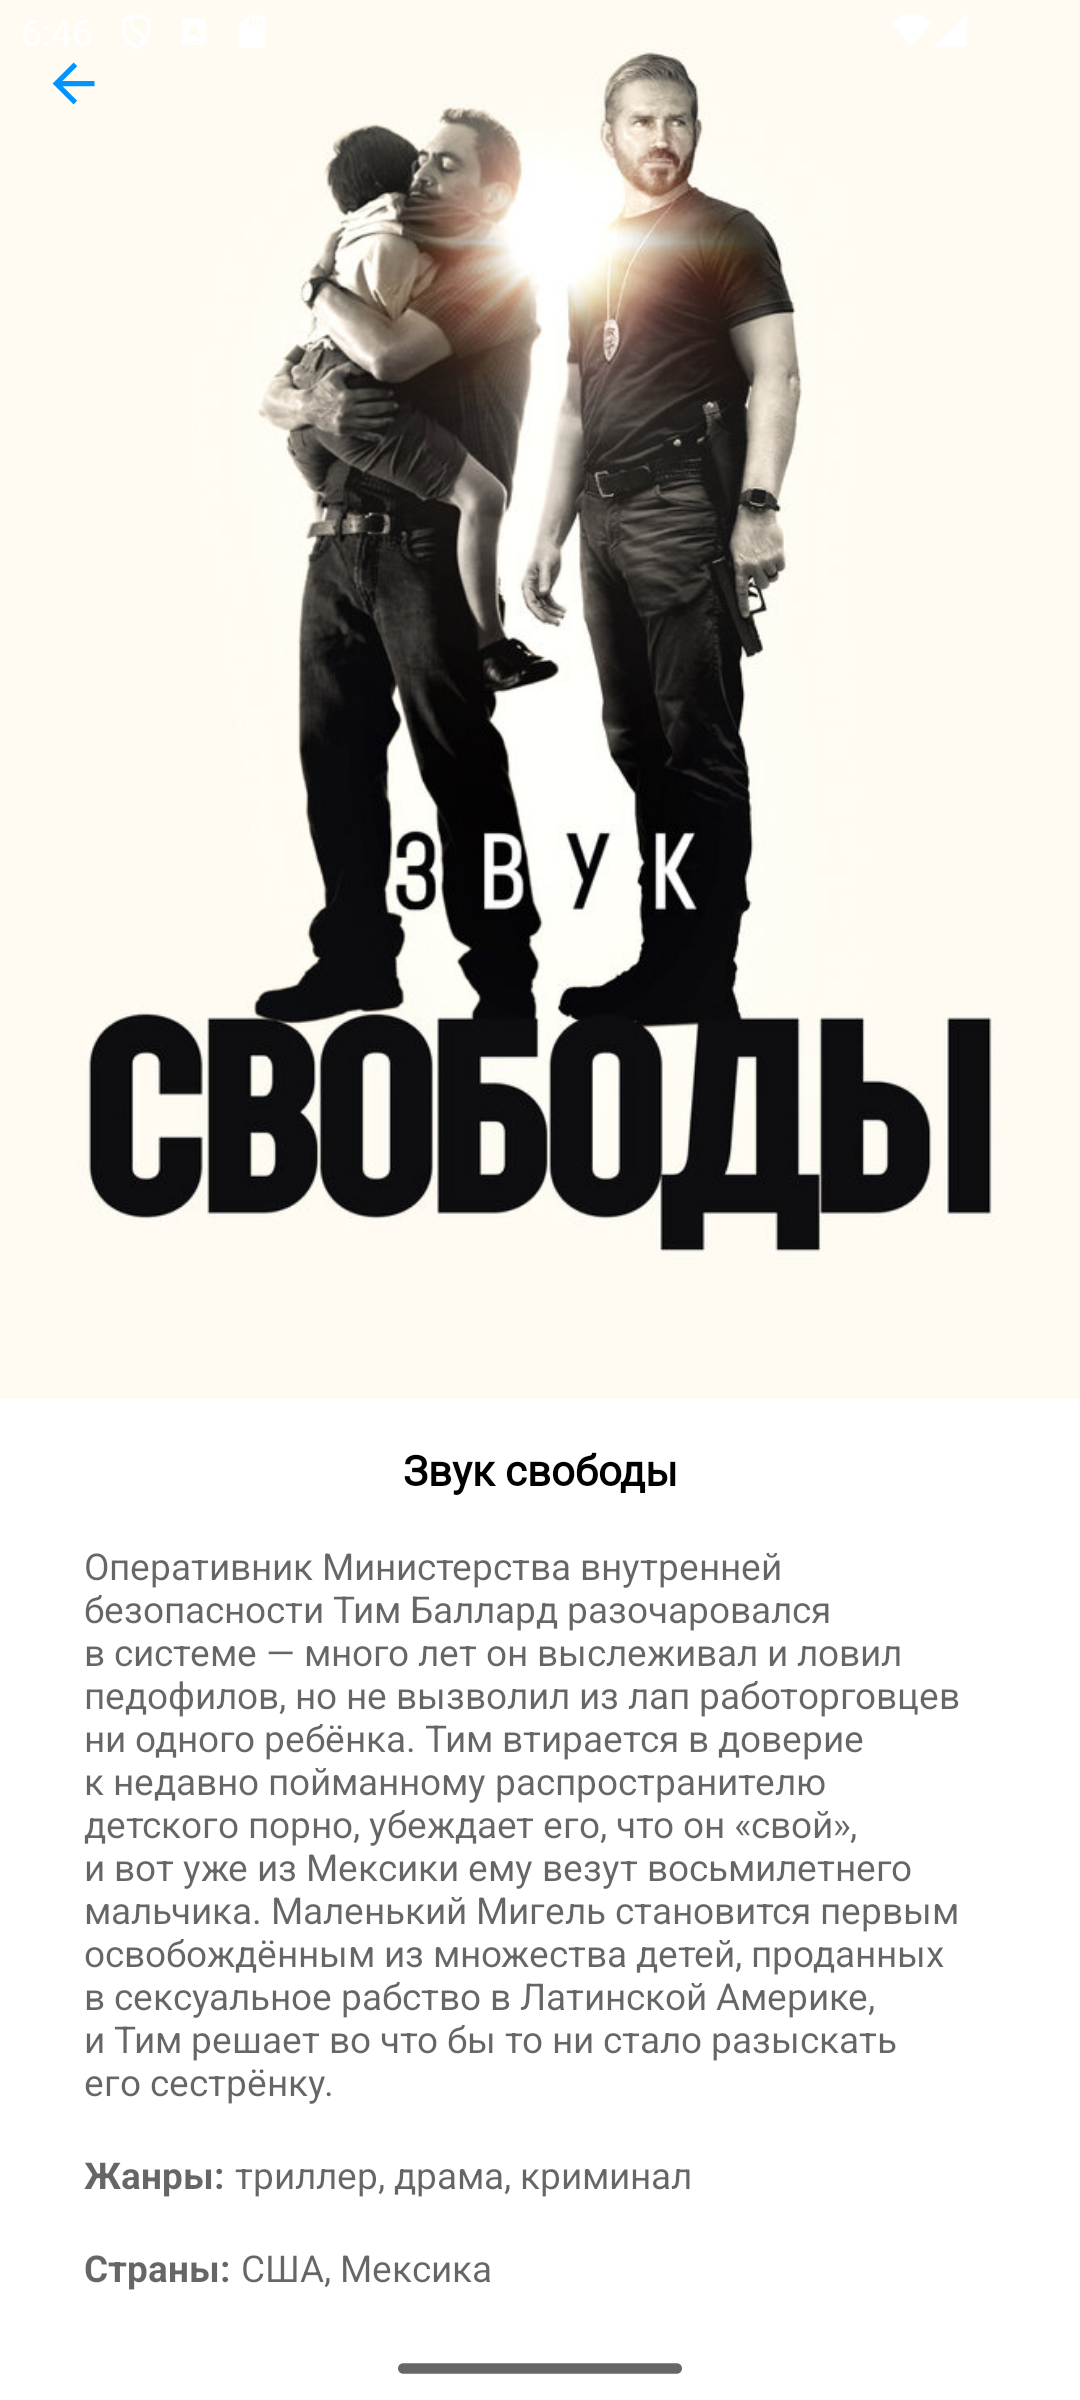 6:46
ЗВУК
СВОБОДЫ
Звук свободы
Оперативник Министерства внутренней
безопасности Тим Баллард разочаровался
в системе — много лет он выслеживал и ловил
педофилов, но не вызволил из лап работорговцев
ни одного ребёнка. Тим втирается в доверие
к недавно пойманному распространителю
детского порно, убеждает его, что он «свой»,
и вот уже из Мексики ему везут восьмилетнего
мальчика. Маленький Мигель становится первым
освобождённым из множества детей, проданных
в сексуальное рабство в Латинской Америке,
и Тим решает во что бы то ни стало разыскать
его сестрёнку.
Жанры: триллер, драма, криминал
Страны: США, Мексика